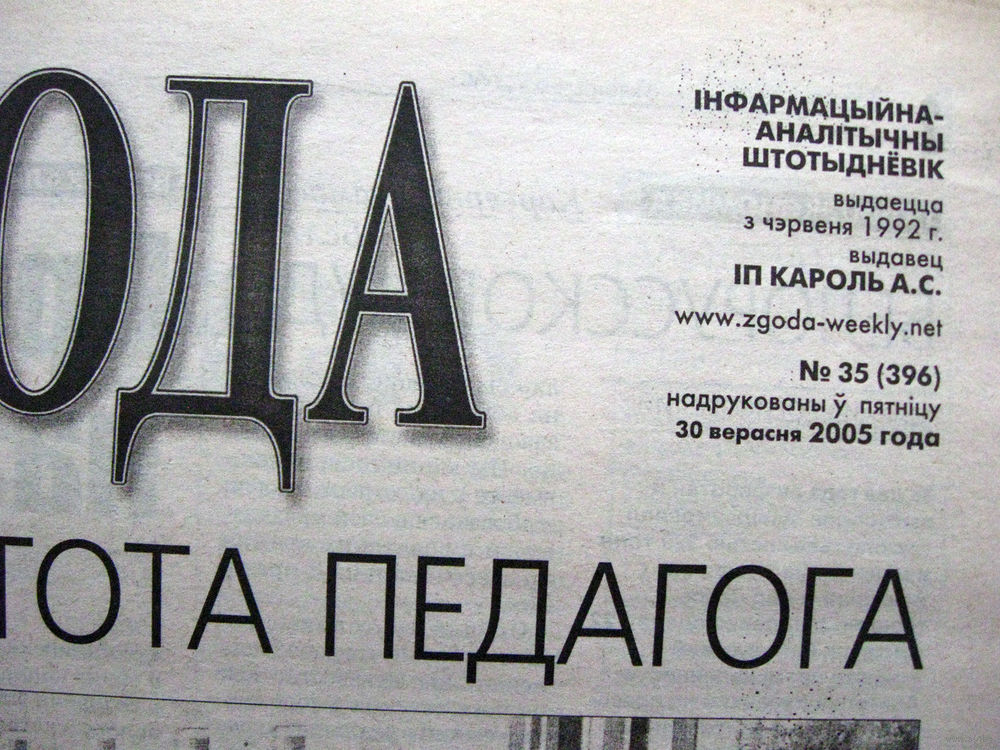 ОДА
ІНФАРМАЦЫЙНА-
АНАЛІТЫЧНЫ
ШТОТЫДНЁВІК
выдаецца
з чэрвеня 1992 г.
выдавец
ІП КАРОЛЬ А.С.
www.zgoda-weekly.net
№ 35 (396)
надрукованы ў пятніцу
30 верасня 2005 года
ТОТА ПЕДАГОГА